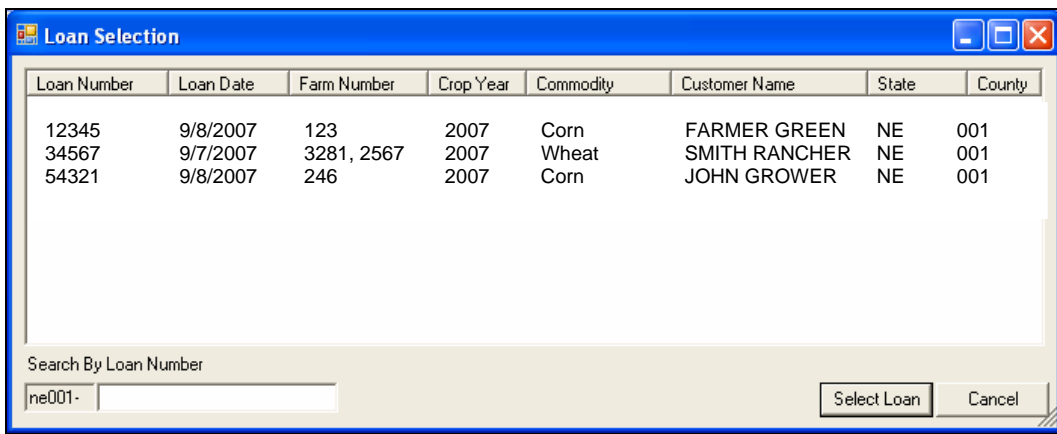 Loan Selection
Loan Number Loan Date Farm Number Crop Year Commodity Customer Name State County
12345 9/8/2007 123 2007 Corn FARMER GREEN NE 001
34567 9/7/2007 3281, 2567 2007 Wheat SMITH RANCHER NE 001
54321 9/8/2007 246 2007 Corn JOHN GROWER NE 001
Search By Loan Number
ne001- Select Loan Cancel